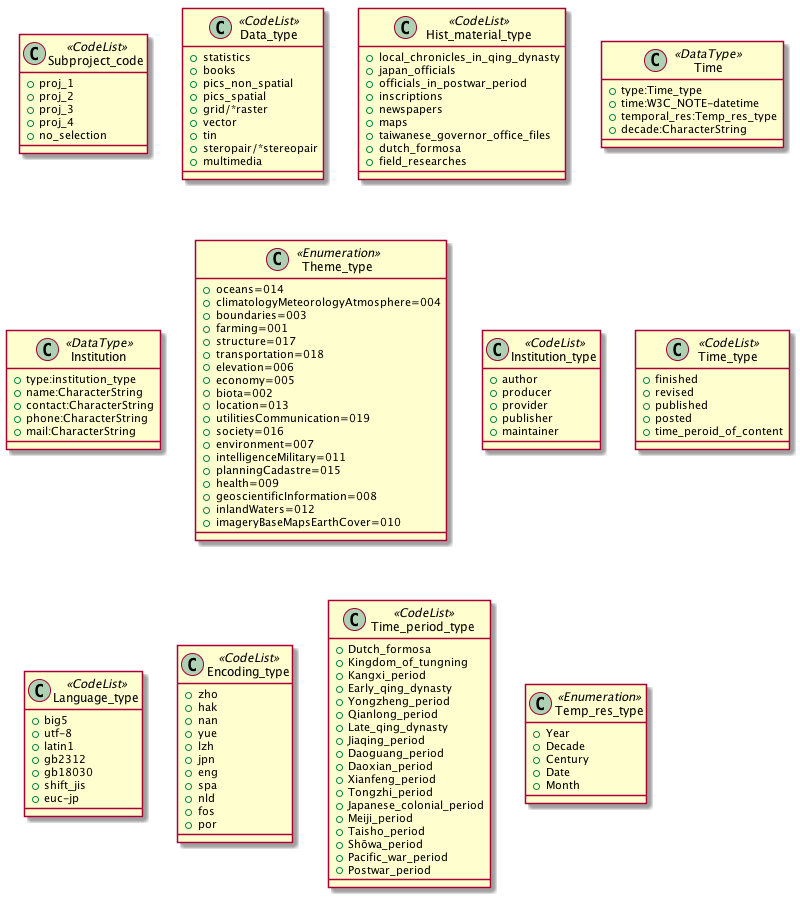 «CodeList»
Subproject_code
proj_1
proj_2
proj_3
proj_4
no_selection
«CodeList»
Data_type
statistics
books
pics_non_spatial
pics_spatial
grid/*raster
vector
tin
steropair/*stereopair
multimedia
«CodeList»
Hist_material_type
local_chronicles_in_qing_dynasty
japan_officials
officials_in_postwar_period
inscriptions
newspapers
maps
taiwanese_governor_office_files
dutch_formosa
field_researches
«DataType»
Time
type:Time_type
time:W3C_NOTE-datetime
temporal_res:Temp_res_type
decade:CharacterString
«DataType»
Institution
type:institution_type
name:CharacterString
contact:CharacterString
phone:CharacterString
mail:CharacterString
«Enumeration»
Theme_type
oceans=014
climatologyMeteorologyAtmosphere=004
boundaries=003
farming=001
structure=017
transportation=018
elevation=006
economy=005
biota=002
location=013
utilitiesCommunication=019
society=016
environment=007
intelligenceMilitary=011
planningCadastre=015
health=009
geoscientificInformation=008
inlandWaters=012
imageryBaseMapsEarthCover=010
«CodeList»
Institution_type
author
producer
provider
publisher
maintainer
«CodeList»
Time_type
finished
revised
published
posted
time_peroid_of_content
«CodeList»
Language_type
big5
utf-8
latin1
gb2312
gb18030
shift_jis
euc-jp
«CodeList»
Encoding_type
zho
hak
nan
yue
lzh
jpn
eng
spa
nld
fos
por
«CodeList»
Time_period_type
Dutch_formosa
Kingdom_of_tungning
Kangxi_period
Early_qing_dynasty
Yongzheng_period
Qianlong_period
Late_qing_dynasty
Jiaqing_period
Daoguang_period
Daoxian_period
Xianfeng_period
Tongzhi_period
Japanese_colonial_period
Meiji_period
Taisho_period
Shōwa_period
Pacific_war_period
Postwar_period
«Enumeration»
Temp_res_type
Year
Decade
Century
Date
Month